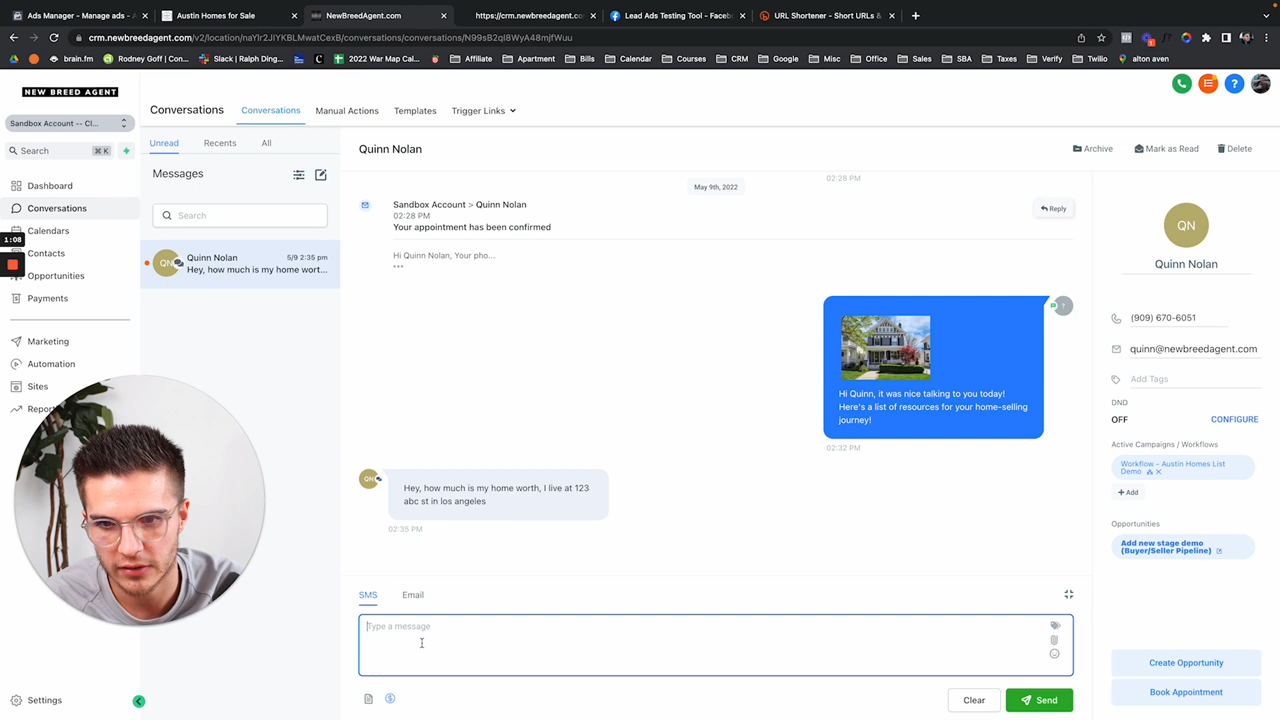 Ads Manager - Manage ads - A
Austin Homes for Sale
NewBreedAgent.com
https://crm.newbreedagent.co
Lead Ads Testing Tool - Faceb
URL Shortener - Short URLs &
crm.newbreedagent.com/v2/location/naYlr2JIYKBLMwatCexB/conversations/conversations/N99sB2qI8WyA48mjfWuu
brain.fm
Rodney Goff | Con...
Slack | Ralph Ding...
2022 War Map Cal...
Affiliate
Apartment
Bills
Calendar
Courses
CRM
Google
Misc
Office
Sales
SBA
Taxes
Verify
Twilio
alton aven
NEW BREED AGENT
Sandbox Account -- Cl...
Search
⌘ K
Dashboard
Conversations
Calendars
1:08
Contacts
Opportunities
Payments
Marketing
Automation
Sites
Report
Settings
Conversations
Conversations
Manual Actions
Templates
Trigger Links
Unread
Recents
All
Messages
Search
QN
Quinn Nolan
5/9 2:35 pm
Hey, how much is my home wort...
Quinn Nolan
Archive
Mark as Read
Delete
02:28 PM
May 9th, 2022
Sandbox Account > Quinn Nolan
02:28 PM
Your appointment has been confirmed
Reply
Hi Quinn Nolan, Your pho...
***
?
Hi Quinn, it was nice talking to you today!
Here's a list of resources for your home-selling
journey!
02:32 PM
QN
Hey, how much is my home worth, I live at 123
abc st in los angeles
02:35 PM
SMS
Email
Type a message
Clear
Send
QN
Quinn Nolan
(909) 670-6051
quinn@newbreedagent.com
Add Tags
DND
OFF
CONFIGURE
Active Campaigns / Workflows
Workflow - Austin Homes List
Demo
+ Add
Opportunities
Add new stage demo
(Buyer/Seller Pipeline)
Create Opportunity
Book Appointment